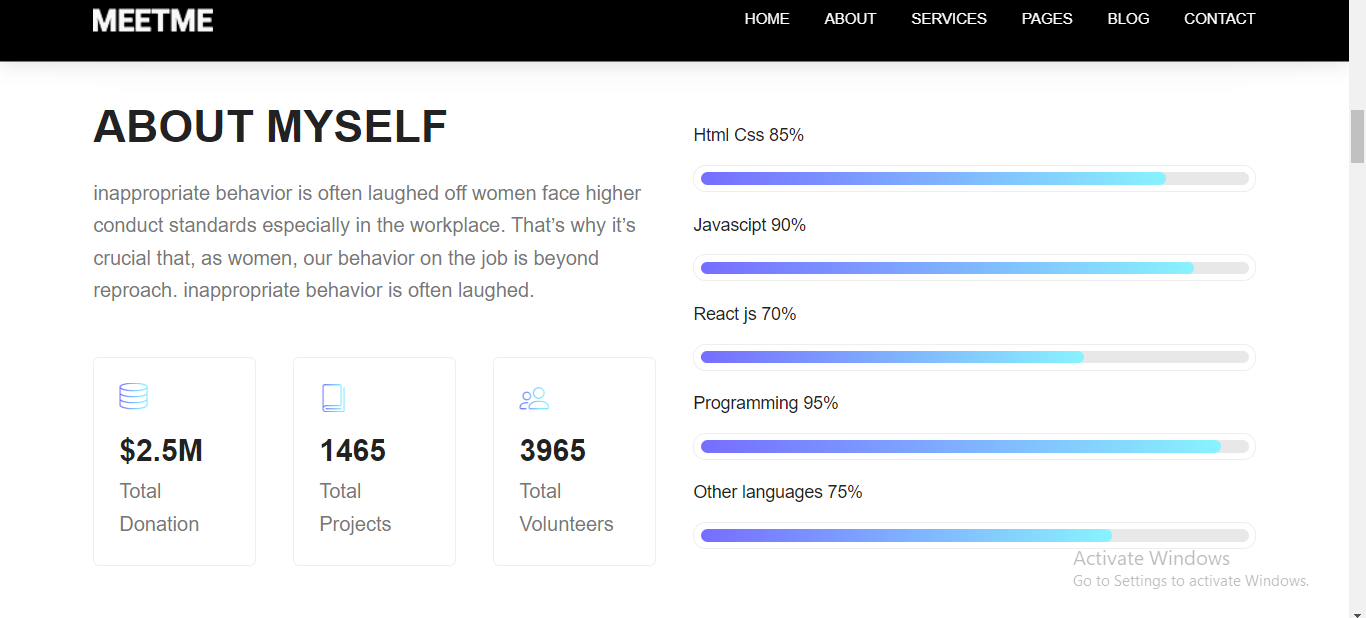 MEETME
HOME ABOUT SERVICES PAGES BLOG CONTACT
ABOUT MYSELF
inappropriate behavior is often laughed off women face higher
conduct standards especially in the workplace. That’s why it’s
crucial that, as women, our behavior on the job is beyond
reproach. inappropriate behavior is often laughed.
$2.5M
Total
Donation
1465
Total
Projects
3965
Total
Volunteers
Html Css 85%
Javascipt 90%
React js 70%
Programming 95%
Other languages 75%
Activate Windows
Go to Settings to activate Windows.